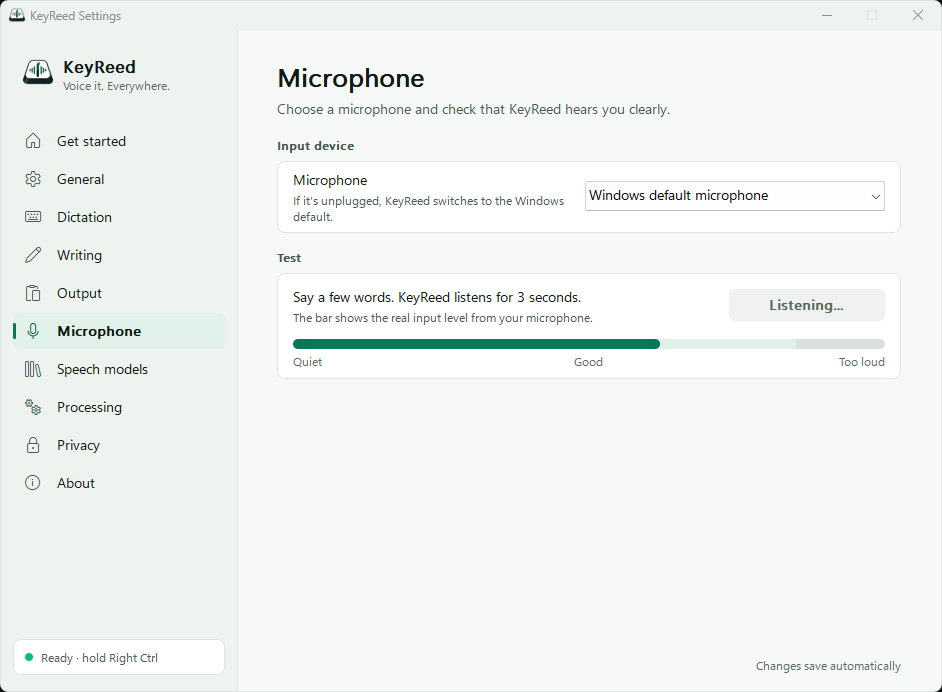 KeyReed Settings
KeyReed
Voice it. Everywhere.
Get started
General
Dictation
Writing
Output
Microphone
Speech models
Processing
Privacy
About
Ready · hold Right Ctrl
Microphone
Choose a microphone and check that KeyReed hears you clearly.
Input device
Microphone
If it's unplugged, KeyReed switches to the Windows
default.
Windows default microphone
Test
Say a few words. KeyReed listens for 3 seconds.
The bar shows the real input level from your microphone.
Listening...
Quiet
Good
Too loud
Changes save automatically